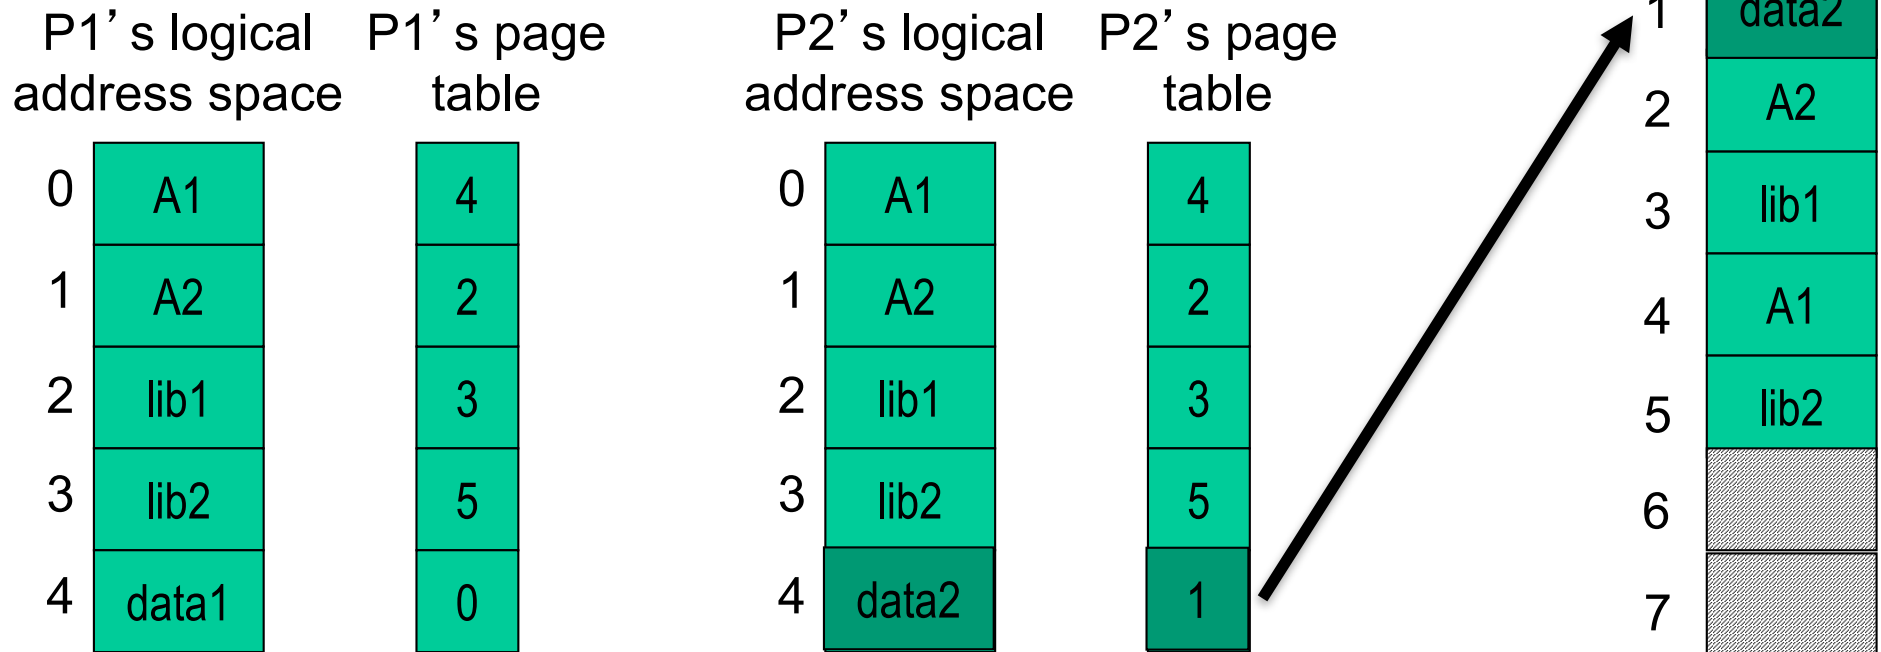 P1’s logical
address space
P1’s page
table
0 A1 4
1 A2 2
2 lib1 3
3 lib2 5
4 data1 0
P2’s logical
address space
P2’s page
table
0 A1 4
1 A2 2
2 lib1 3
3 lib2 5
4 data2 1
1 data2
2 A2
3 lib1
4 A1
5 lib2
6
7